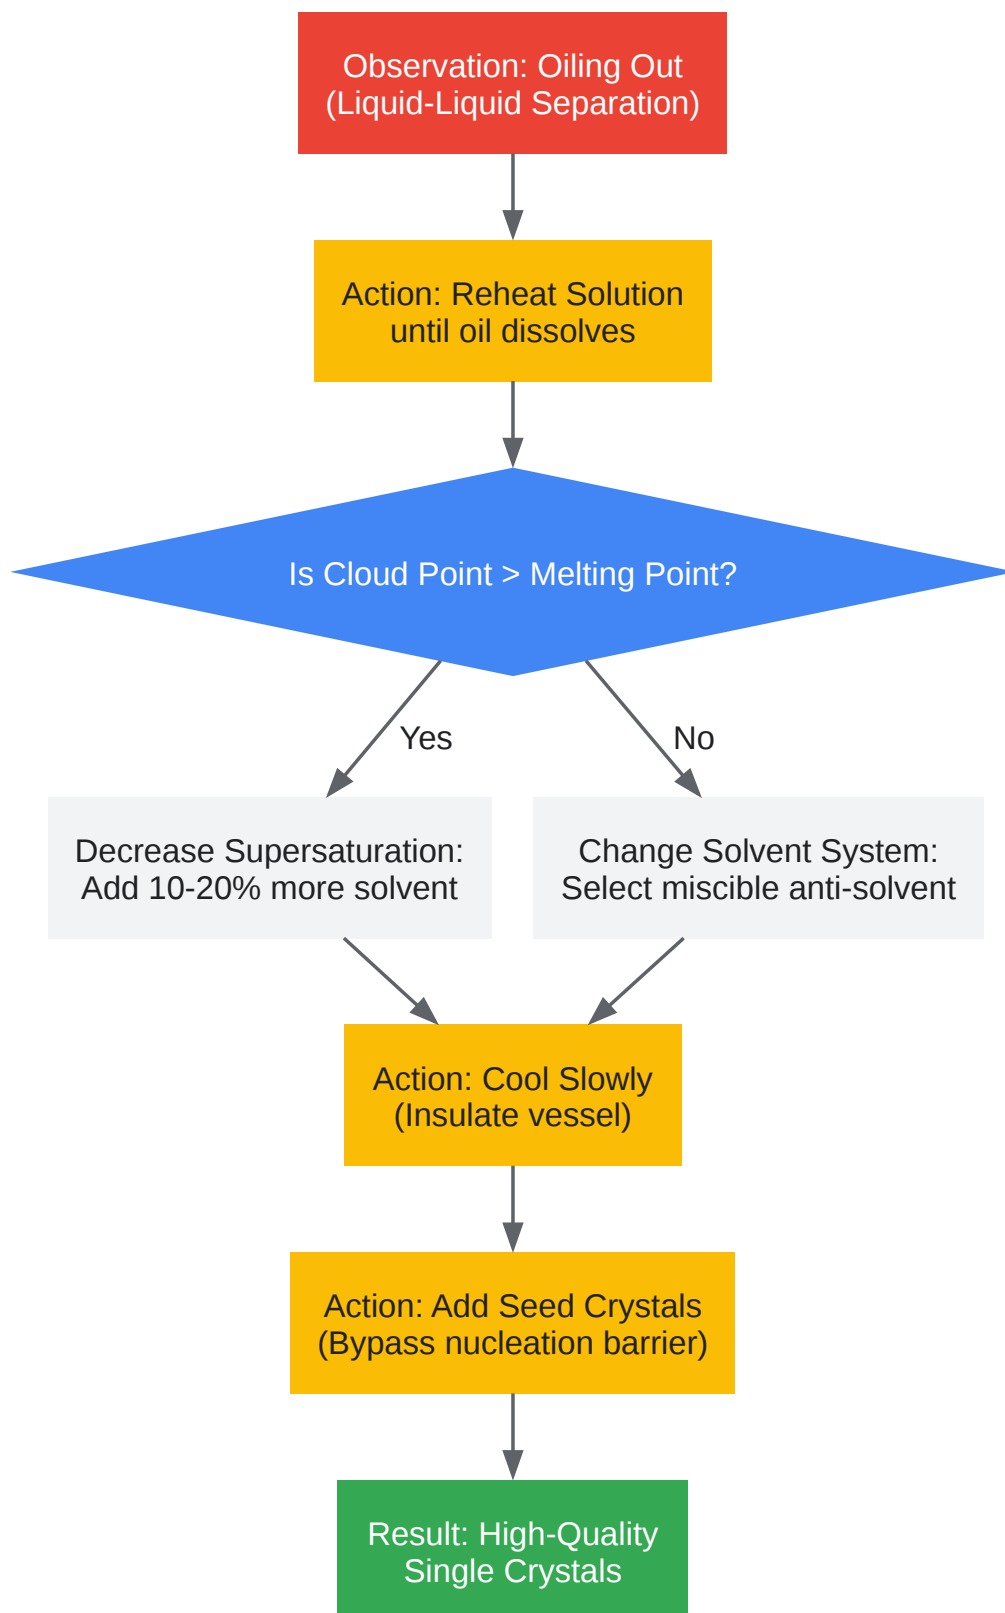 Observation: Oiling Out
(Liquid-Liquid Separation)
Action: Reheat Solution
until oil dissolves
Is Cloud Point > Melting Point?
Yes
No
Decrease Supersaturation:
Add 10-20% more solvent
Change Solvent System:
Select miscible anti-solvent
Action: Cool Slowly
(Insulate vessel)
Action: Add Seed Crystals
(Bypass nucleation barrier)
Result: High-Quality
Single Crystals